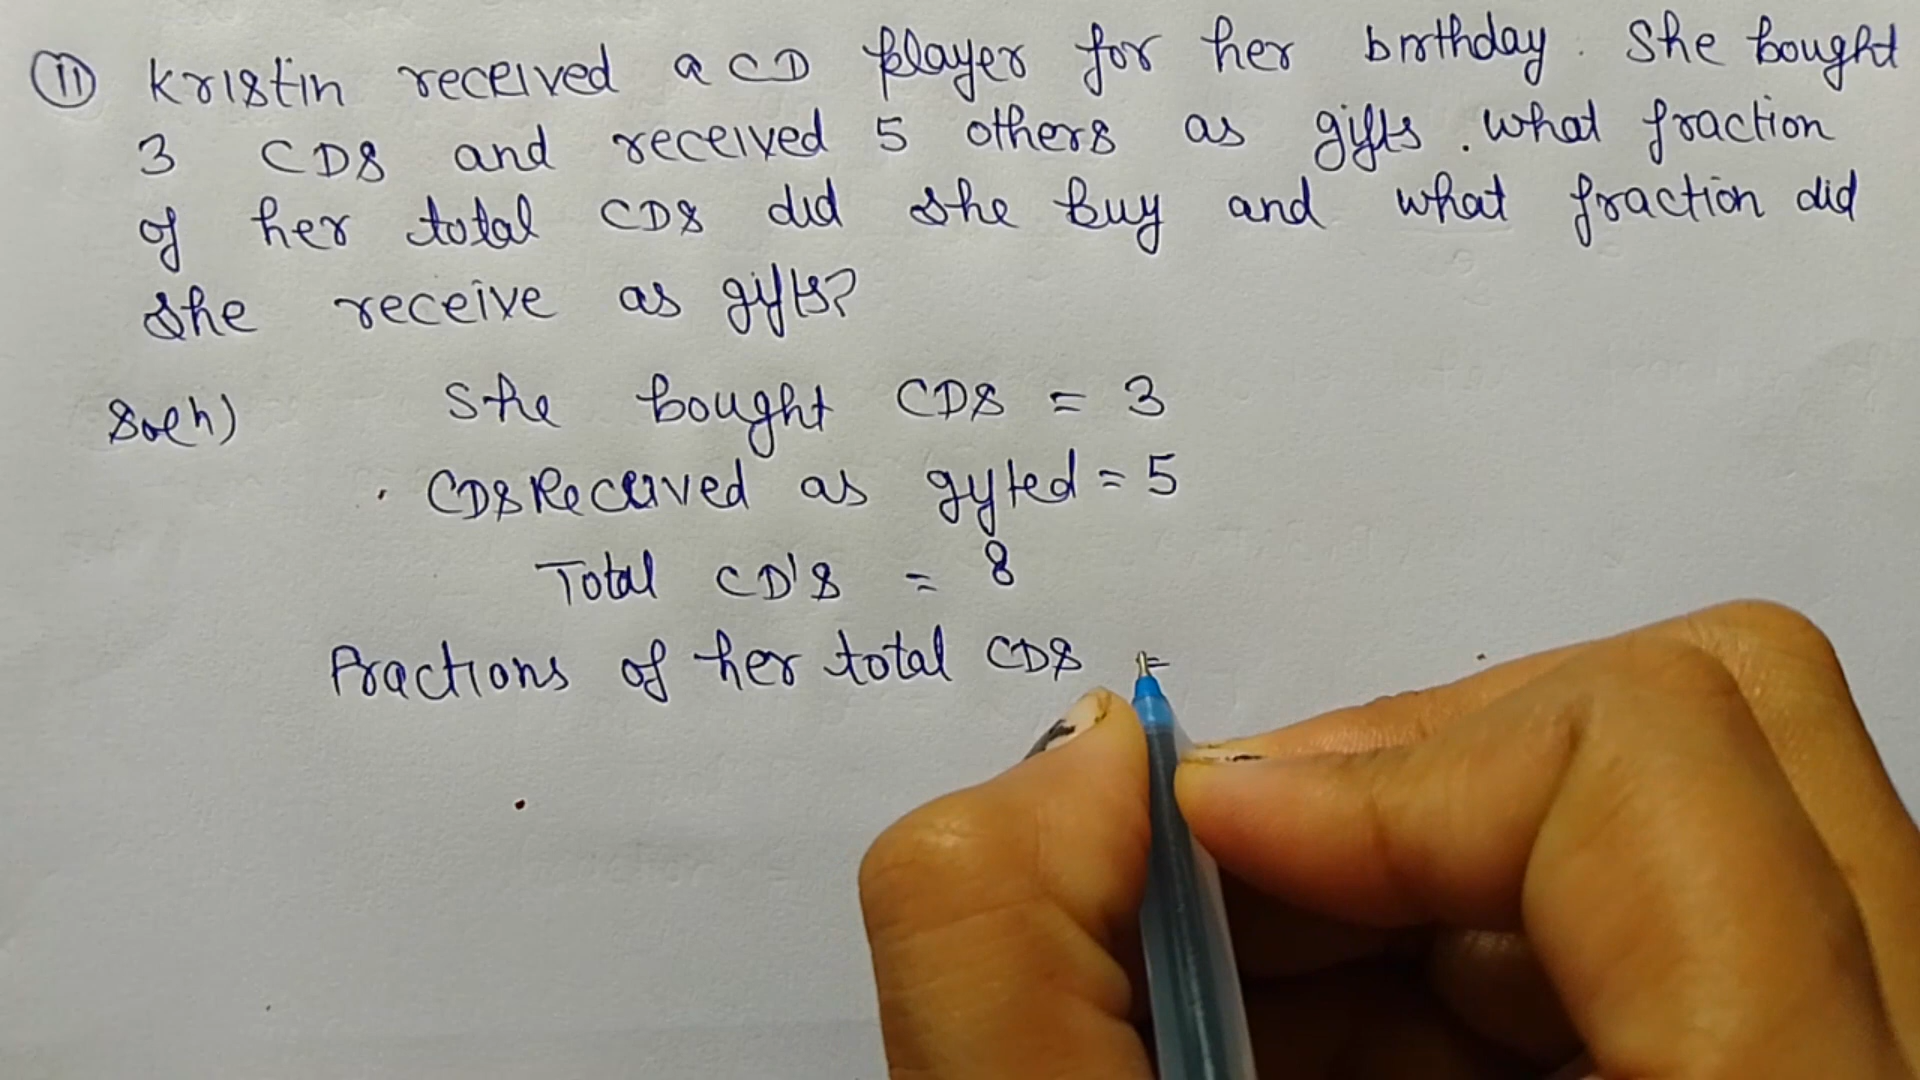 11 Kristin received a CD player for her birthday. She bought
3 CDs and received 5 others as gifts. What fraction
of her total CDs did she buy and what fraction did
she receive as gifts?
Soln) She bought CDs = 3
CDs Received as gifted = 5
Total CD's = 8
Fractions of her total CDs =